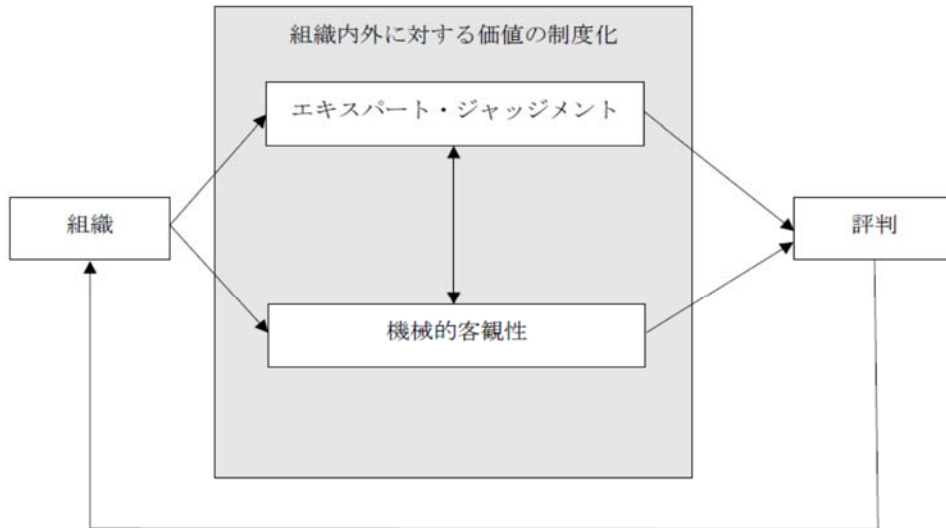 組織内外に対する価値の制度化
エキスパート・ジャッジメント
組織
評判
機械的客観性